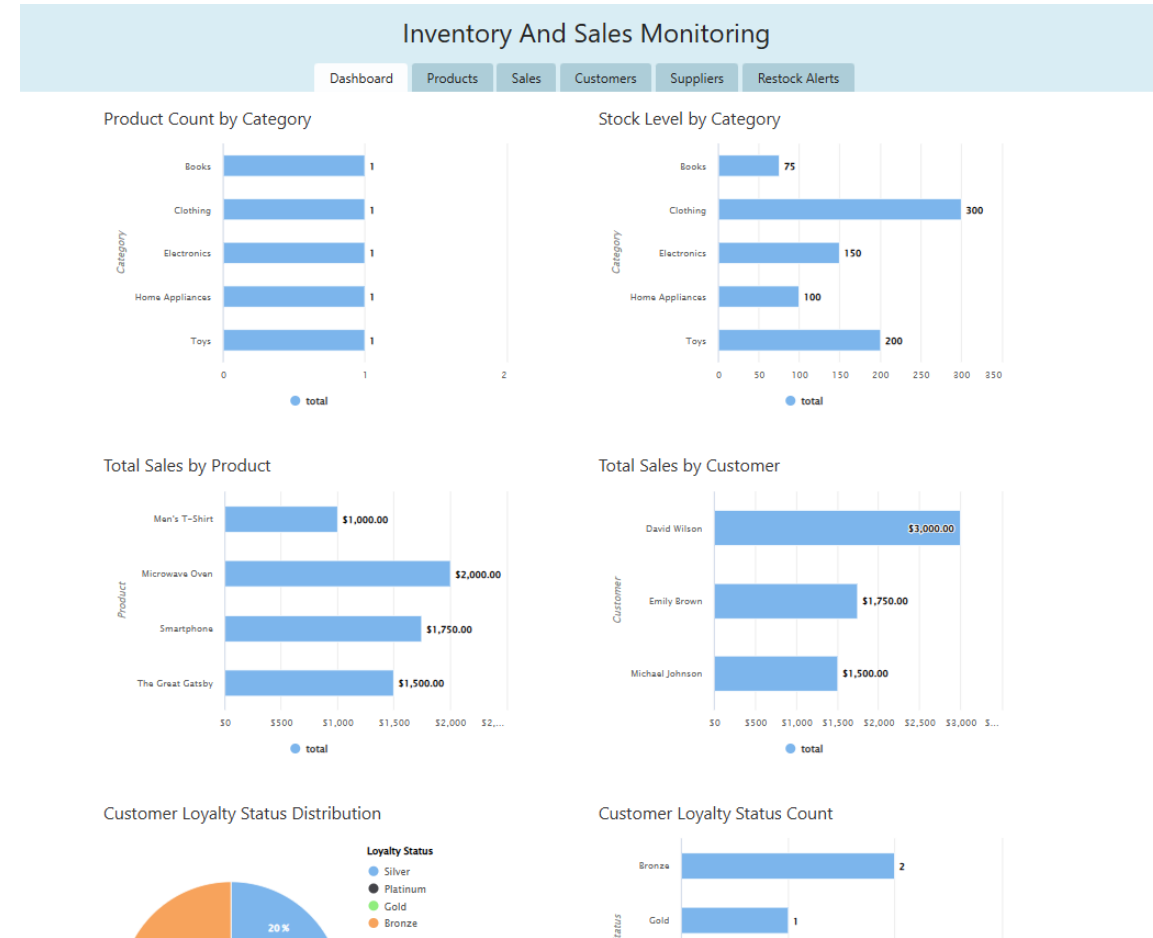 Inventory And Sales Monitoring
Dashboard Products Sales Customers Suppliers Restock Alerts
Product Count by Category
Category
Books 1
Clothing 1
Electronics 1
Home Appliances 1
Toys 1
0 1 2
total
Stock Level by Category
Category
Books 75
Clothing 300
Electronics 150
Home Appliances 100
Toys 200
0 50 100 150 200 250 300 350
total
Total Sales by Product
Product
Men's T-Shirt $1,000.00
Microwave Oven $2,000.00
Smartphone $1,750.00
The Great Gatsby $1,500.00
$0 $500 $1,000 $1,500 $2,000 $2,...
total
Total Sales by Customer
Customer
David Wilson $3,000.00
Emily Brown $1,750.00
Michael Johnson $1,500.00
$0 $500 $1,000 $1,500 $2,000 $2,500 $3,000 $...
total
Customer Loyalty Status Distribution
Loyalty Status
Silver
Platinum
Gold
Bronze
20 %
Customer Loyalty Status Count
Bronze 2
Gold 1